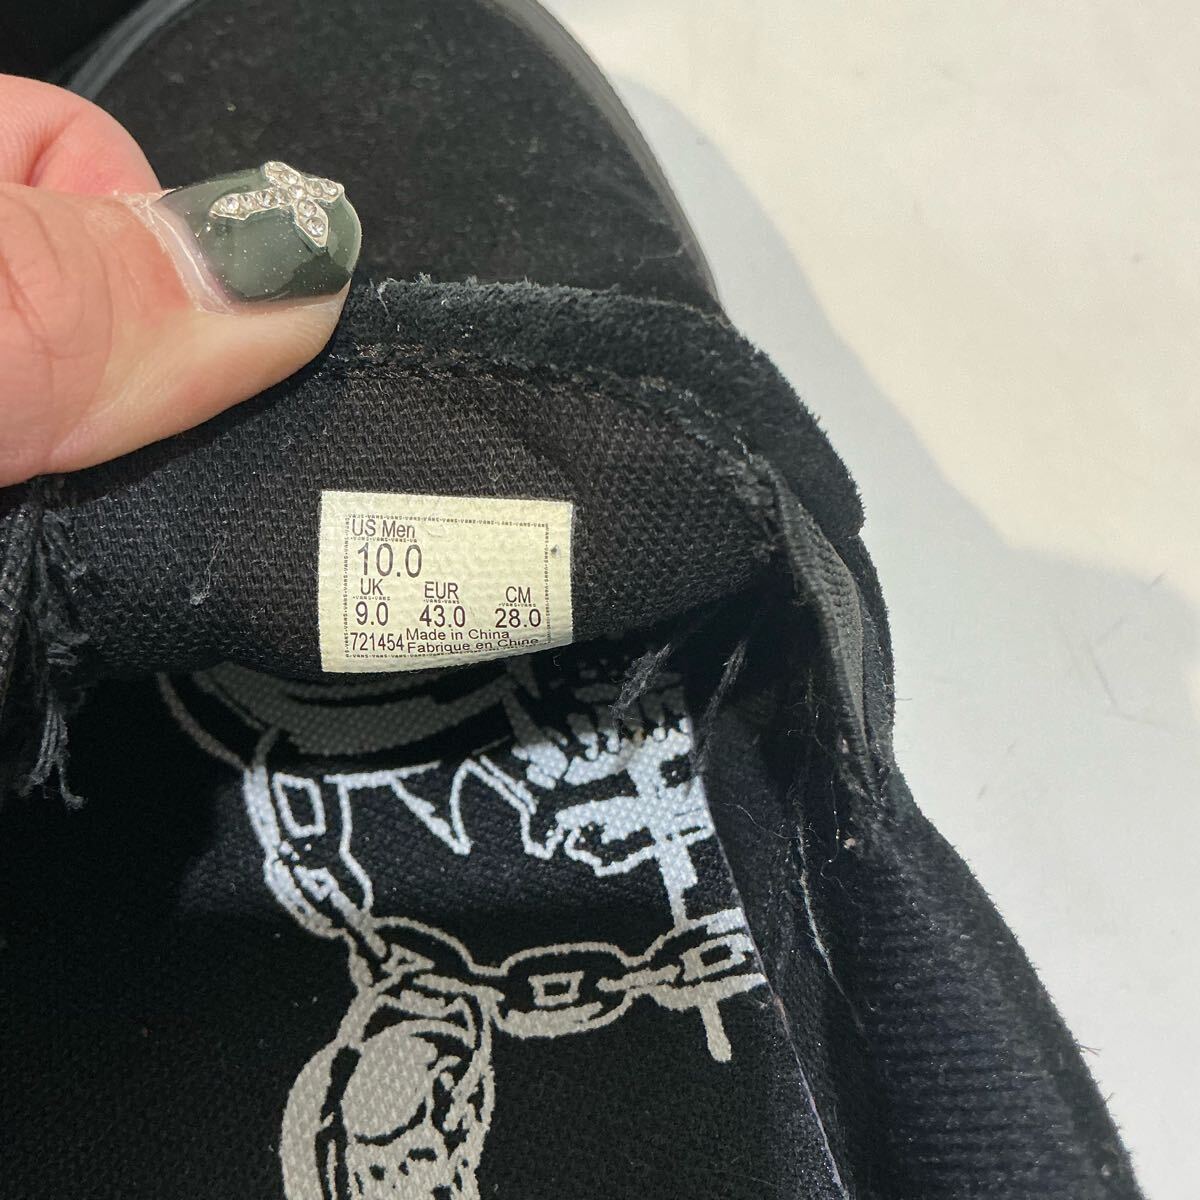 US Men
10.0
UK EUR CM
9.0 43.0 28.0
721454 Made in China
Fabrique en Chine